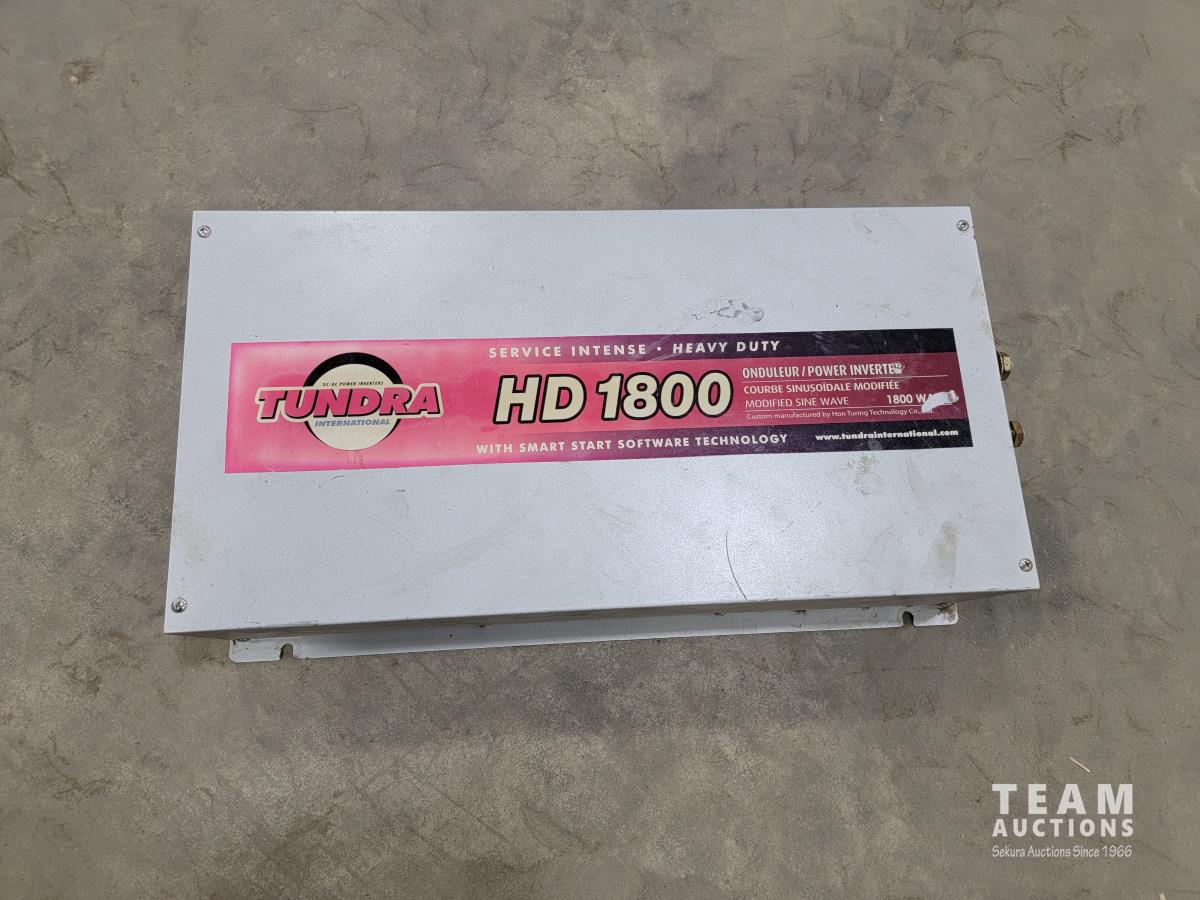 SERVICE INTENSE • HEAVY DUTY
DC/AC POWER INVERTERS
TUNDRA
INTERNATIONAL
HD 1800
ONDULEUR / POWER INVERTER
COURBE SINUSOÏDALE MODIFIÉE
MODIFIED SINE WAVE 1800
Custom manufactured by Hon Turing Technology Co.,
WITH SMART START SOFTWARE TECHNOLOGY
www.tundrainternational.com
TEAM
AUCTIONS
Sekura Auctions Since 1966